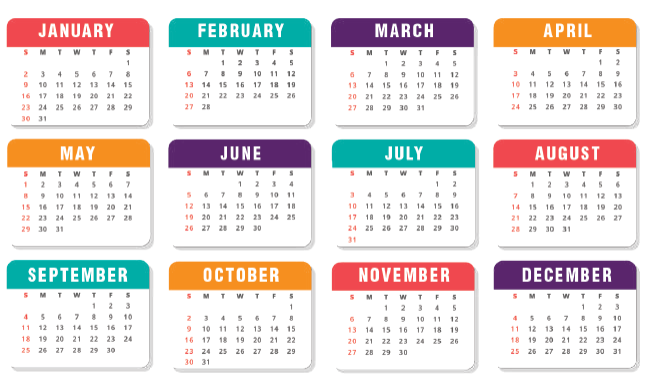 JANUARY
S M T W T F S
1
2 3 4 5 6 7 8
9 10 11 12 13 14 15
16 17 18 19 20 21 22
23 24 25 26 27 28 29
30 31
FEBRUARY
S M T W T F S
1 2 3 4 5
6 7 8 9 10 11 12
13 14 15 16 17 18 19
20 21 22 23 24 25 26
27 28
MARCH
S M T W T F S
1 2 3 4 5
6 7 8 9 10 11 12
13 14 15 16 17 18 19
20 21 22 23 24 25 26
27 28 29 30 31
APRIL
S M T W T F S
1 2
3 4 5 6 7 8 9
10 11 12 13 14 15 16
17 18 19 20 21 22 23
24 25 26 27 28 29 30
MAY
S M T W T F S
1 2 3 4 5 6 7
8 9 10 11 12 13 14
15 16 17 18 19 20 21
22 23 24 25 26 27 28
29 30 31
JUNE
S M T W T F S
1 2 3 4
5 6 7 8 9 10 11
12 13 14 15 16 17 18
19 20 21 22 23 24 25
26 27 28 29 30
JULY
S M T W T F S
1 2
3 4 5 6 7 8 9
10 11 12 13 14 15 16
17 18 19 20 21 22 23
24 25 26 27 28 29 30
31
AUGUST
S M T W T F S
1 2 3 4 5 6
7 8 9 10 11 12 13
14 15 16 17 18 19 20
21 22 23 24 25 26 27
28 29 30 31
SEPTEMBER
S M T W T F S
1 2 3
4 5 6 7 8 9 10
11 12 13 14 15 16 17
18 19 20 21 22 23 24
25 26 27 28 29 30
OCTOBER
S M T W T F S
1
2 3 4 5 6 7 8
9 10 11 12 13 14 15
16 17 18 19 20 21 22
23 24 25 26 27 28 29
30 31
NOVEMBER
S M T W T F S
1 2 3 4 5
6 7 8 9 10 11 12
13 14 15 16 17 18 19
20 21 22 23 24 25 26
27 28 29 30
DECEMBER
S M T W T F S
1 2 3
4 5 6 7 8 9 10
11 12 13 14 15 16 17
18 19 20 21 22 23 24
25 26 27 28 29 30 31